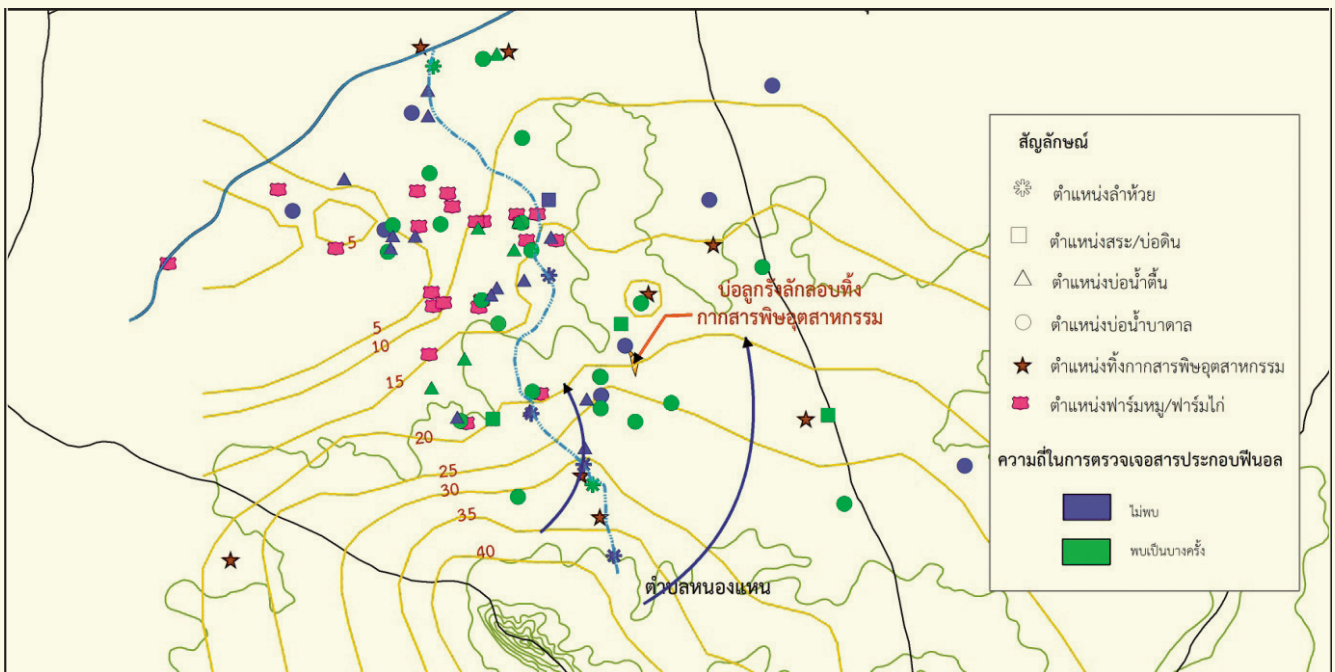 สัญลักษณ์
ตำแหน่งลำห้วย
ตำแหน่งสระ/บ่อดิน
ตำแหน่งบ่อน้ำตื้น
ตำแหน่งบ่อน้ำบาดาล
ตำแหน่งทิ้งกากสารพิษอุตสาหกรรม
ตำแหน่งฟาร์มหมู/ฟาร์มไก่
ความถี่ในการตรวจเจอสารประกอบฟีนอล
ไม่พบ
พบเป็นบางครั้ง
5
บ่อลูกรังลักลอบทิ้ง
กากสารพิษอุตสาหกรรม
5
10
15
20
25
30
35
40
ตำบลหนองแหน